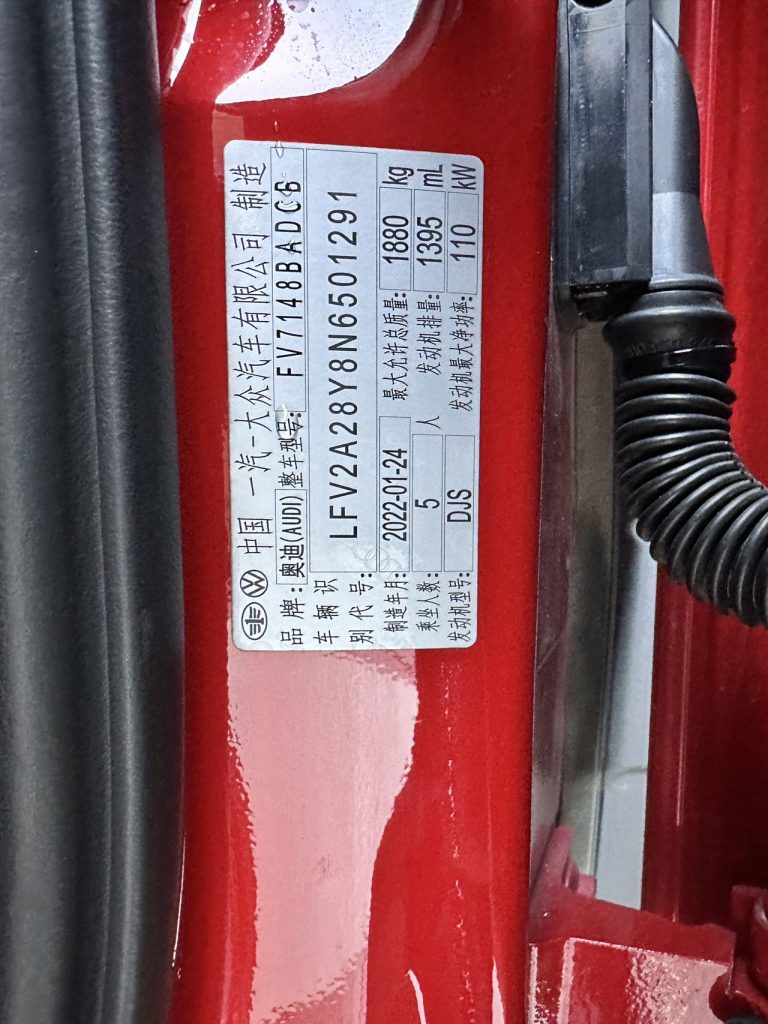 中国 一汽-大众汽车有限公司 制造
品牌:奥迪(AUDI) 整车型号: FV7148BADCB
车辆识别代号: LFV2A28Y8N6501291
制造年月: 2022-01-24 最大允许总质量: 1880 kg
乘坐人数: 5 人 发动机排量: 1395 mL
发动机型号: DJS 发动机最大净功率: 110 kW